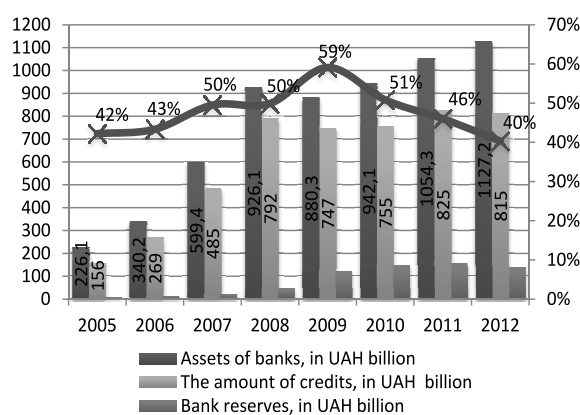 1200 70%
1100 60%
1000
900 50%
800
700 40%
600
500 30%
400 20%
300
200 10%
100
0 0%
42% 43% 50% 50% 59% 51% 46% 40%
226,1 340,2 599,4 926,1 880,3 942,1 1054,3 1127,2
156 269 485 792 747 755 825 815
2005 2006 2007 2008 2009 2010 2011 2012
Assets of banks, in UAH billion
The amount of credits, in UAH billion
Bank reserves, in UAH billion